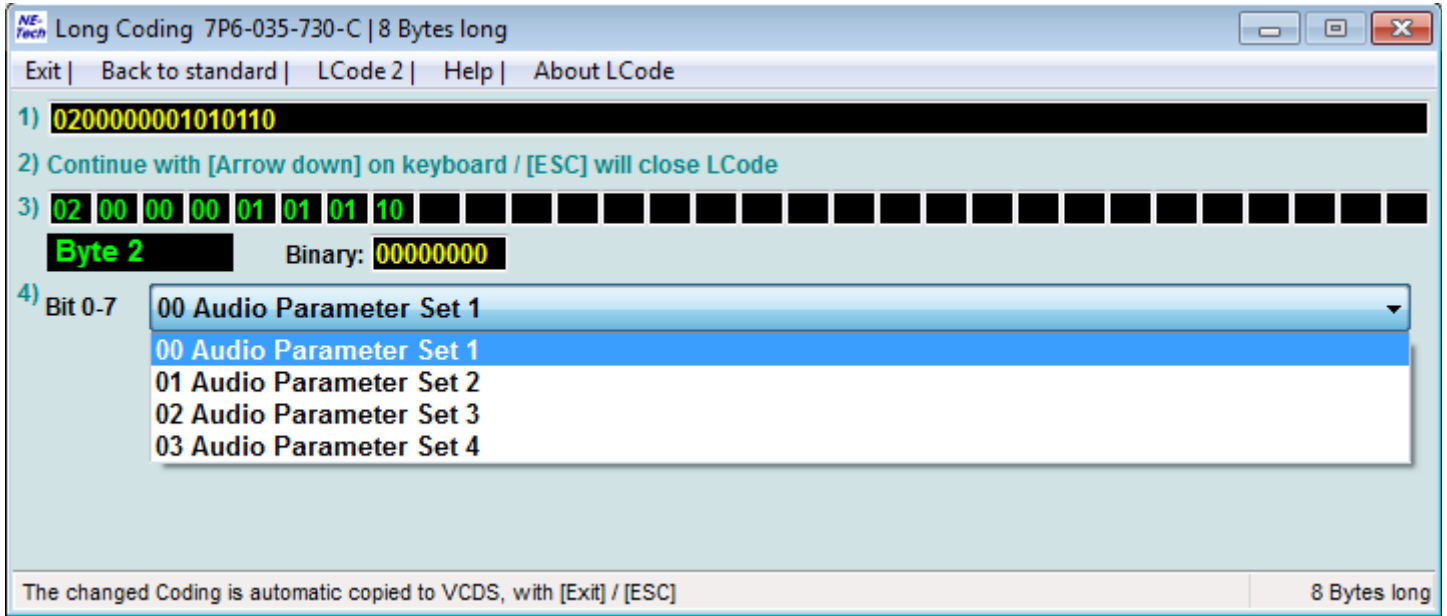 NE-Tech Long Coding 7P6-035-730-C | 8 Bytes long
Exit | Back to standard | LCode 2 | Help | About LCode
1) 0200000001010110
2) Continue with [Arrow down] on keyboard / [ESC] will close LCode
3) 02 00 00 00 01 01 01 10
Byte 2 Binary: 00000000
4) Bit 0-7 00 Audio Parameter Set 1
00 Audio Parameter Set 1
01 Audio Parameter Set 2
02 Audio Parameter Set 3
03 Audio Parameter Set 4
The changed Coding is automatic copied to VCDS, with [Exit] / [ESC] 8 Bytes long